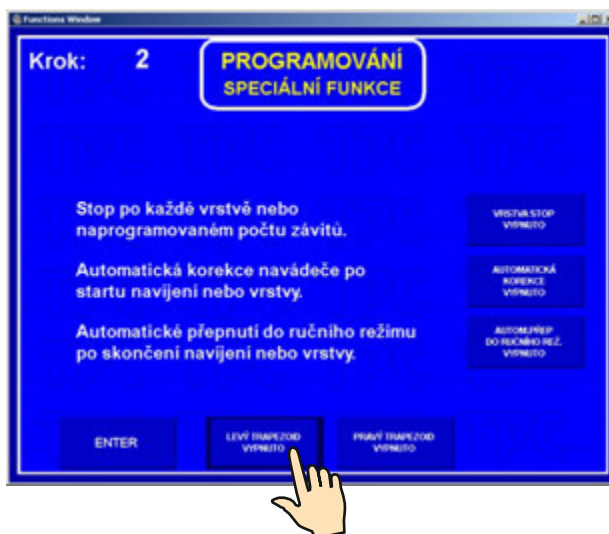 Functions Window
Krok: 2
PROGRAMOVÁNÍ
SPECIÁLNÍ FUNKCE
Stop po každé vrstvě nebo
naprogramovaném počtu závitů.
VRSTVA STOP
VYPNUTO
Automatická korekce navádeče po
startu navíjení nebo vrstvy.
AUTOMATICKÁ
KOREKCE
VYPNUTO
Automatické přepnutí do ručního režimu
po skončení navíjení nebo vrstvy.
AUTOM.PŘEP
DO RUČNÍHO REŽ.
VYPNUTO
ENTER
LEVÝ TRAPEZOID
VYPNUTO
PRAVÝ TRAPEZOID
VYPNUTO